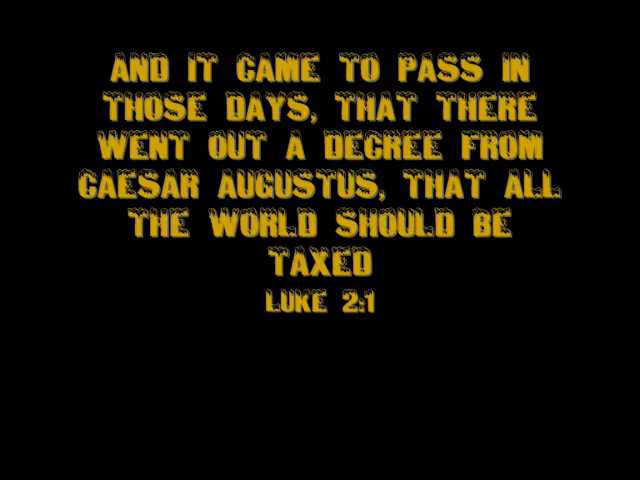 AND IT CAME TO PASS IN
THOSE DAYS, THAT THERE
WENT OUT A DECREE FROM
CAESAR AUGUSTUS, THAT ALL
THE WORLD SHOULD BE
TAXED
LUKE 2:1